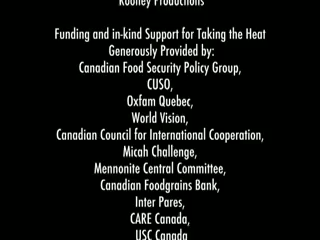 Rooney Productions
Funding and in-kind Support for Taking the Heat
Generously Provided by:
Canadian Food Security Policy Group,
CUSO,
Oxfam Quebec,
World Vision,
Canadian Council for International Cooperation,
Micah Challenge,
Mennonite Central Committee,
Canadian Foodgrains Bank,
Inter Pares,
CARE Canada,
USC Canada